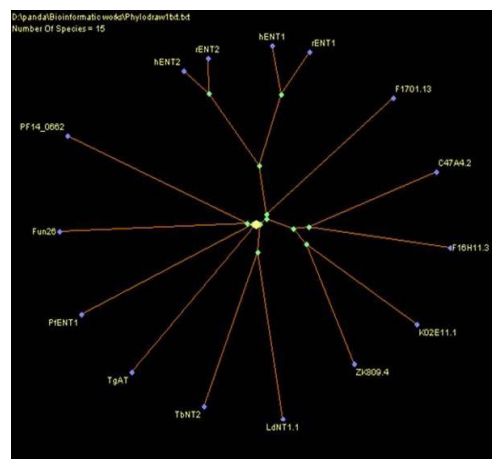 D:\panda\Bioinformatic works\Phylodraw1txt.txt
Number Of Species = 15
hENT1
rENT2
rENT1
hENT2
F1701.13
PF14_0662
C47A4.2
Fun26
F16H11.3
PfENT1
K02E11.1
ZK809.4
TgAT
TbNT2
LdNT1.1